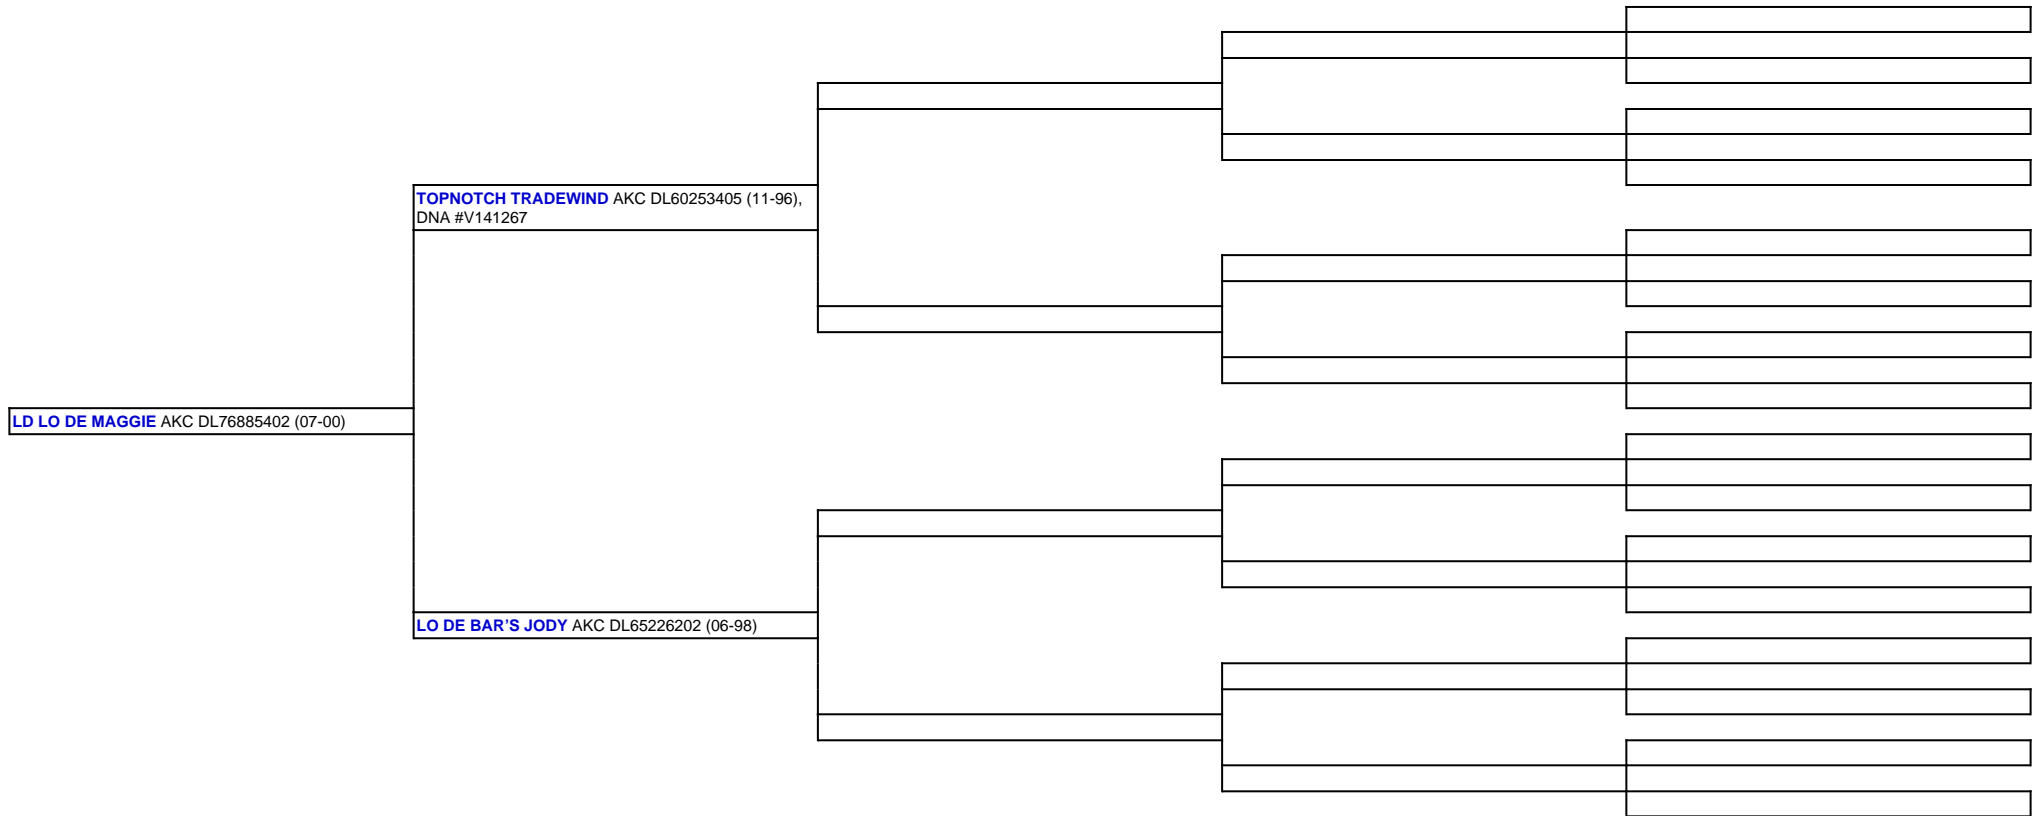 TOPNOTCH TRADEWIND AKC DL60253405 (11-96),
DNA #V141267
LD LO DE MAGGIE AKC DL76885402 (07-00)
LO DE BAR'S JODY AKC DL65226202 (06-98)